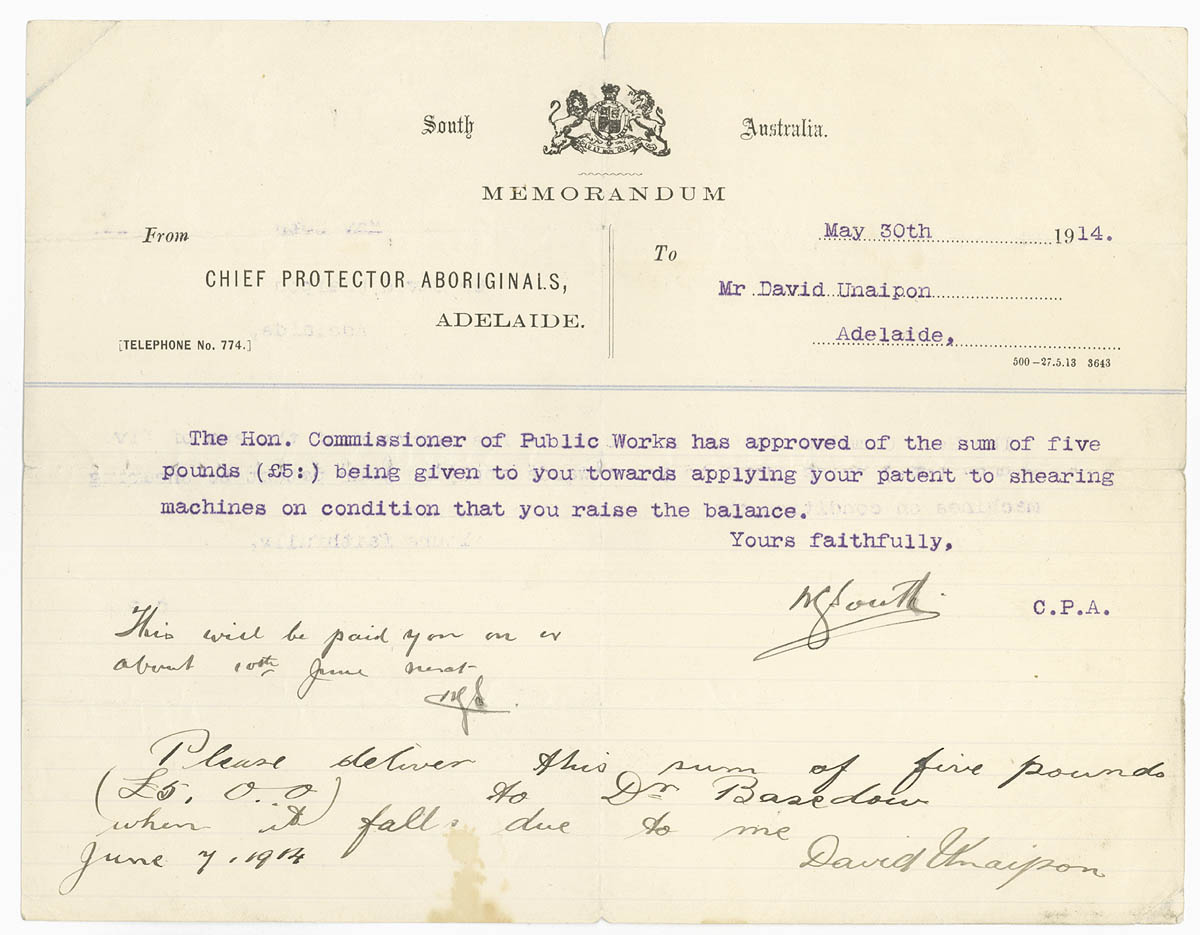 South Australia.
MEMORANDUM
From
CHIEF PROTECTOR ABORIGINALS,
ADELAIDE.
[TELEPHONE No. 774.]
May 30th 1914.
To
Mr David Unaipon
Adelaide,
500-27.5.13 3643
The Hon. Commissioner of Public Works has approved of the sum of five
pounds (£5:) being given to you towards applying your patent to shearing
machines on condition that you raise the balance.
Yours faithfully,
WGSouth.
C.P.A.
This will be paid you on or
about 10th June next
WGS.
Please deliver this sum of five pounds
(£5. 0. 0) to Dr Basedow
when it falls due to me
June 7. 1914
David Unaipon